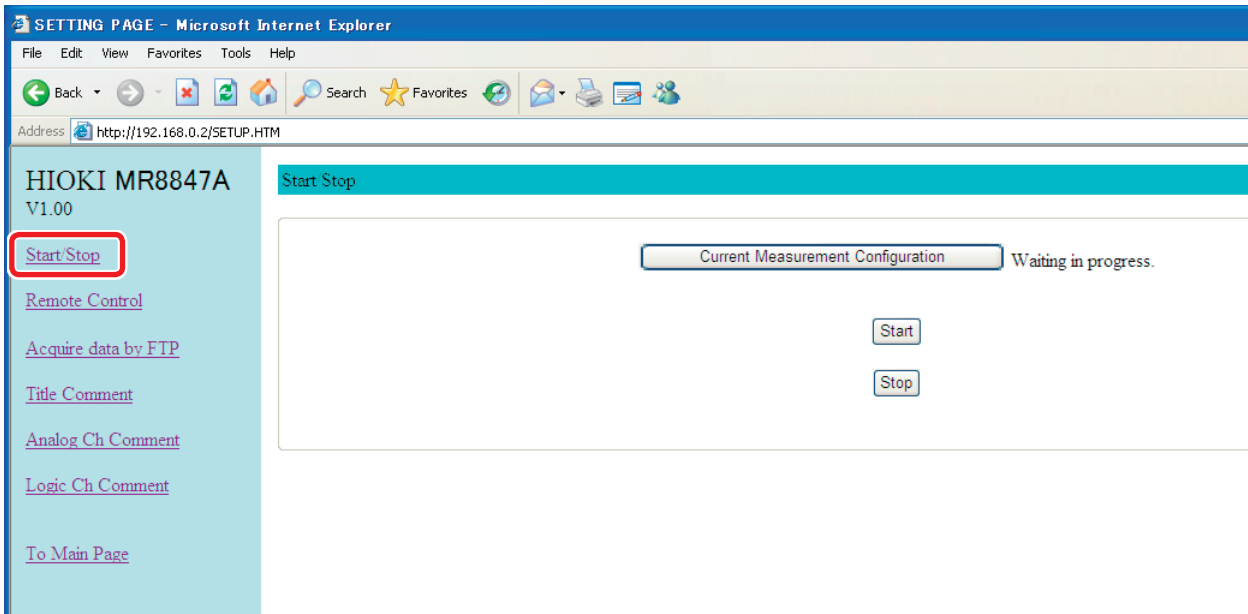 SETTING PAGE - Microsoft Internet Explorer
File Edit View Favorites Tools Help
Back Search Favorites
Address http://192.168.0.2/SETUP.HTM
HIOKI MR8847A
V1.00
Start/Stop
Remote Control
Acquire data by FTP
Title Comment
Analog Ch Comment
Logic Ch Comment
To Main Page
Start Stop
Current Measurement Configuration Waiting in progress.
Start
Stop